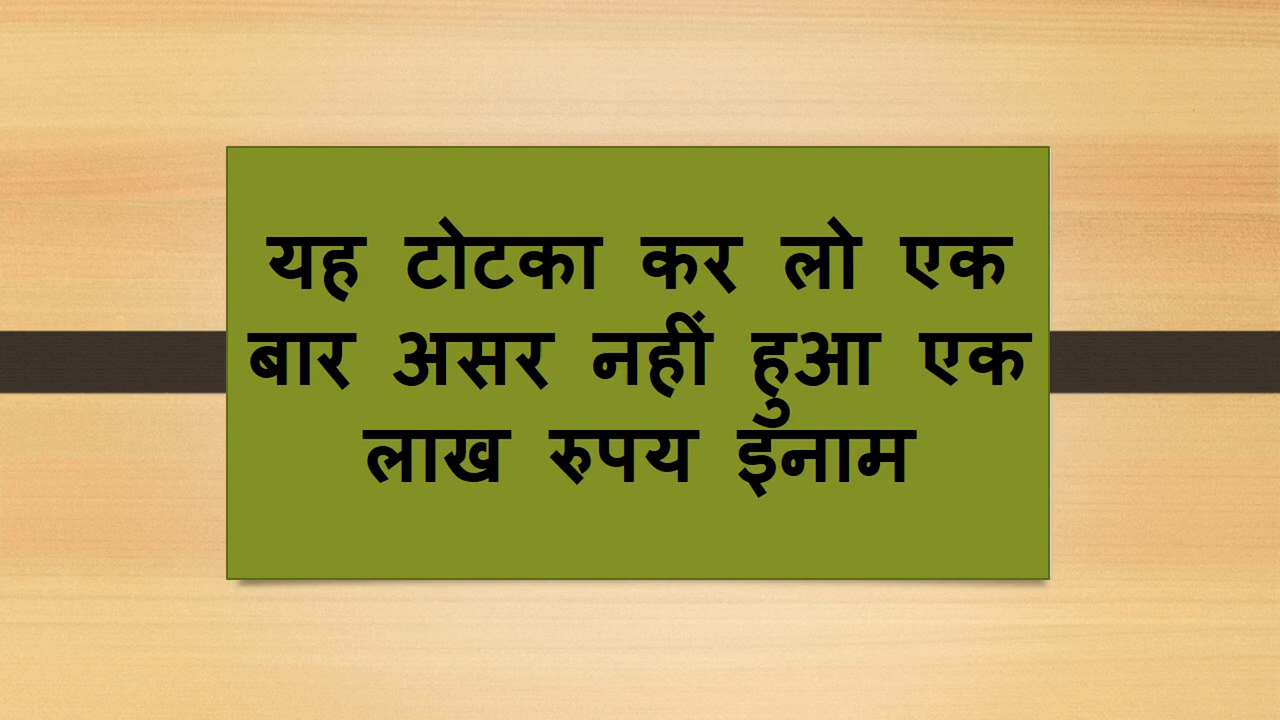 यह टोटका कर लो एक
बार असर नहीं हुआ एक
लाख रुपय इनाम